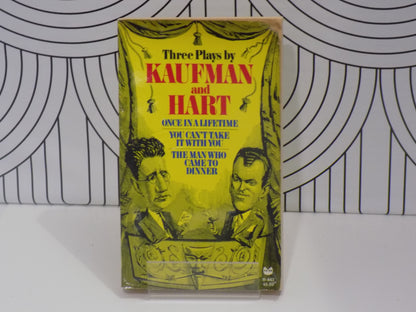 Three Plays by
KAUFMAN
and
HART
ONCE IN A LIFETIME
YOU CAN'T TAKE
IT WITH YOU
THE MAN WHO
CAME TO
DINNER